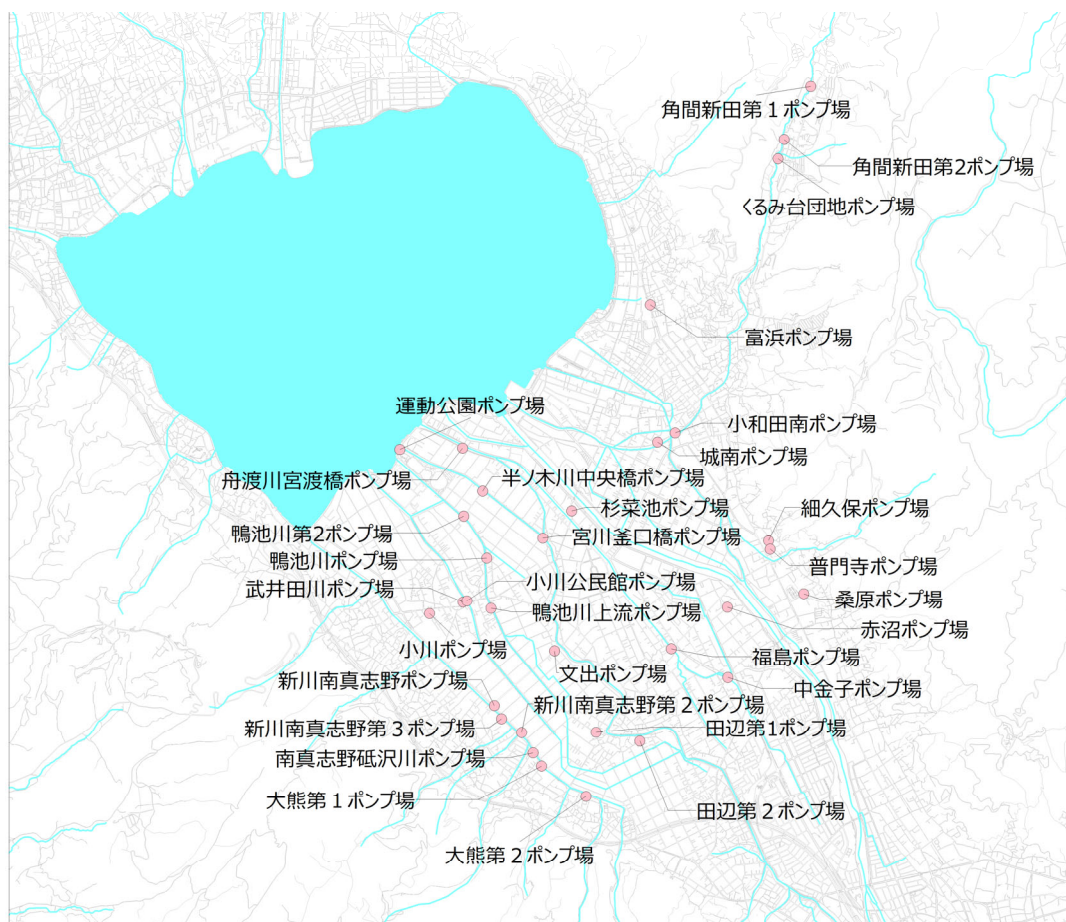 角間新田第１ポンプ場
角間新田第2ポンプ場
くるみ台団地ポンプ場
富浜ポンプ場
運動公園ポンプ場
小和田南ポンプ場
城南ポンプ場
舟渡川宮渡橋ポンプ場
半ノ木川中央橋ポンプ場
杉菜池ポンプ場
細久保ポンプ場
鴨池川第2ポンプ場
宮川釜口橋ポンプ場
鴨池川ポンプ場
普門寺ポンプ場
武井田川ポンプ場
小川公民館ポンプ場
桑原ポンプ場
鴨池川上流ポンプ場
赤沼ポンプ場
小川ポンプ場
福島ポンプ場
文出ポンプ場
新川南真志野ポンプ場
中金子ポンプ場
新川南真志野第２ポンプ場
新川南真志野第３ポンプ場
田辺第1ポンプ場
南真志野砥沢川ポンプ場
大熊第１ポンプ場
田辺第２ポンプ場
大熊第２ポンプ場